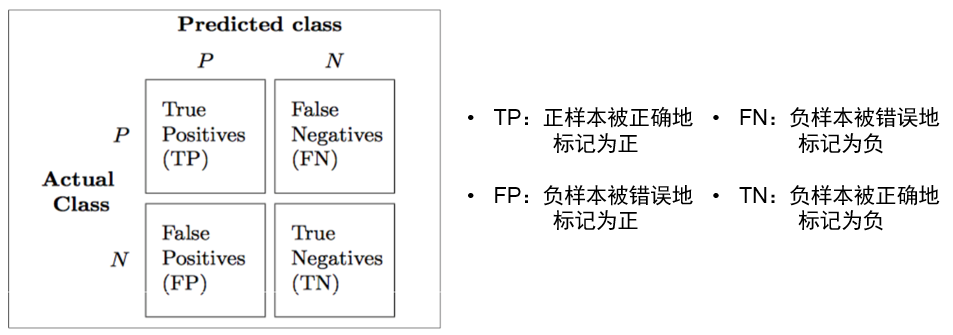 Predicted class
P N
True
Positives
(TP)
False
Negatives
(FN)
P
Actual
Class
False
Positives
(FP)
True
Negatives
(TN)
N
• TP：正样本被正确地
标记为正
• FN：负样本被错误地
标记为负
• FP：负样本被错误地
标记为正
• TN：负样本被正确地
标记为负